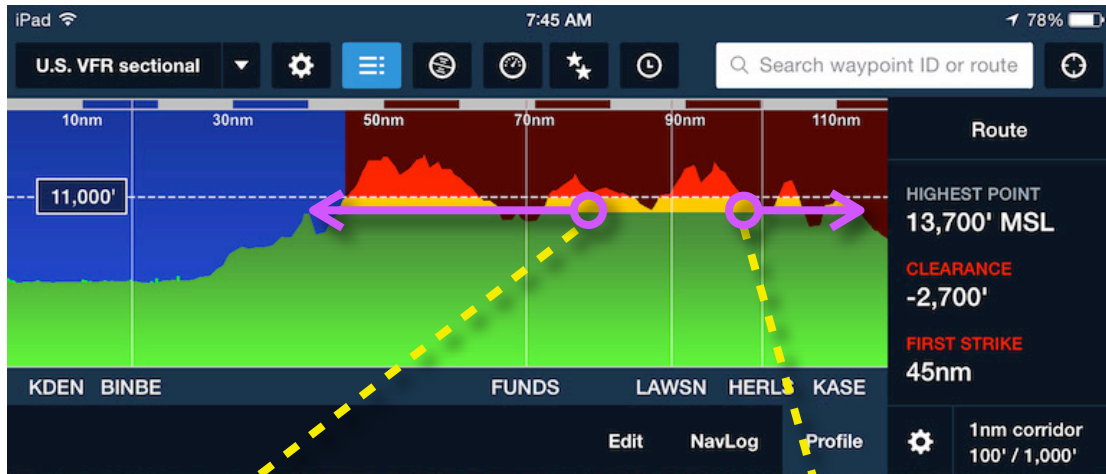 iPad 7:45 AM 78%
U.S. VFR sectional Search waypoint ID or route
10nm 30nm 50nm 70nm 90nm 110nm
Route
11,000'
HIGHEST POINT
13,700' MSL
CLEARANCE
-2,700'
FIRST STRIKE
45nm
KDEN BINBE FUNDS LAWSN HERLS KASE
Edit NavLog Profile
1nm corridor
100' / 1,000'